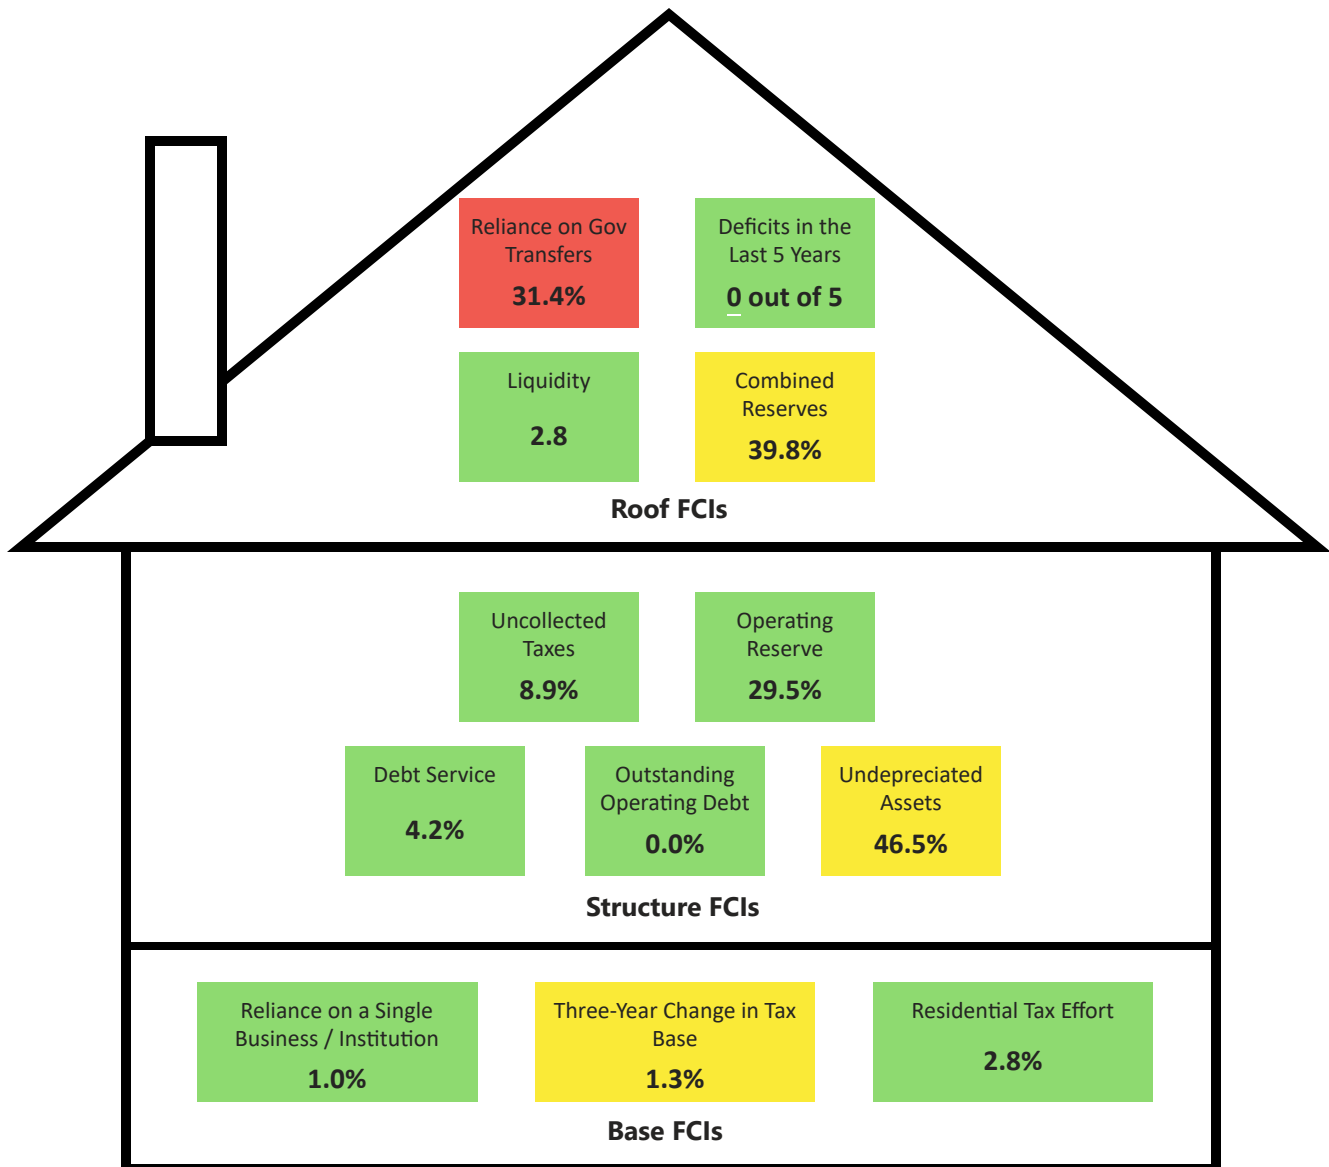 Reliance on Gov
Transfers
31.4%
Deficits in the
Last 5 Years
0 out of 5
Liquidity
2.8
Combined
Reserves
39.8%
Roof FCIs
Uncollected
Taxes
8.9%
Operating
Reserve
29.5%
Debt Service
4.2%
Outstanding
Operating Debt
0.0%
Undepreciated
Assets
46.5%
Structure FCIs
Reliance on a Single
Business / Institution
1.0%
Three-Year Change in Tax
Base
1.3%
Residential Tax Effort
2.8%
Base FCIs